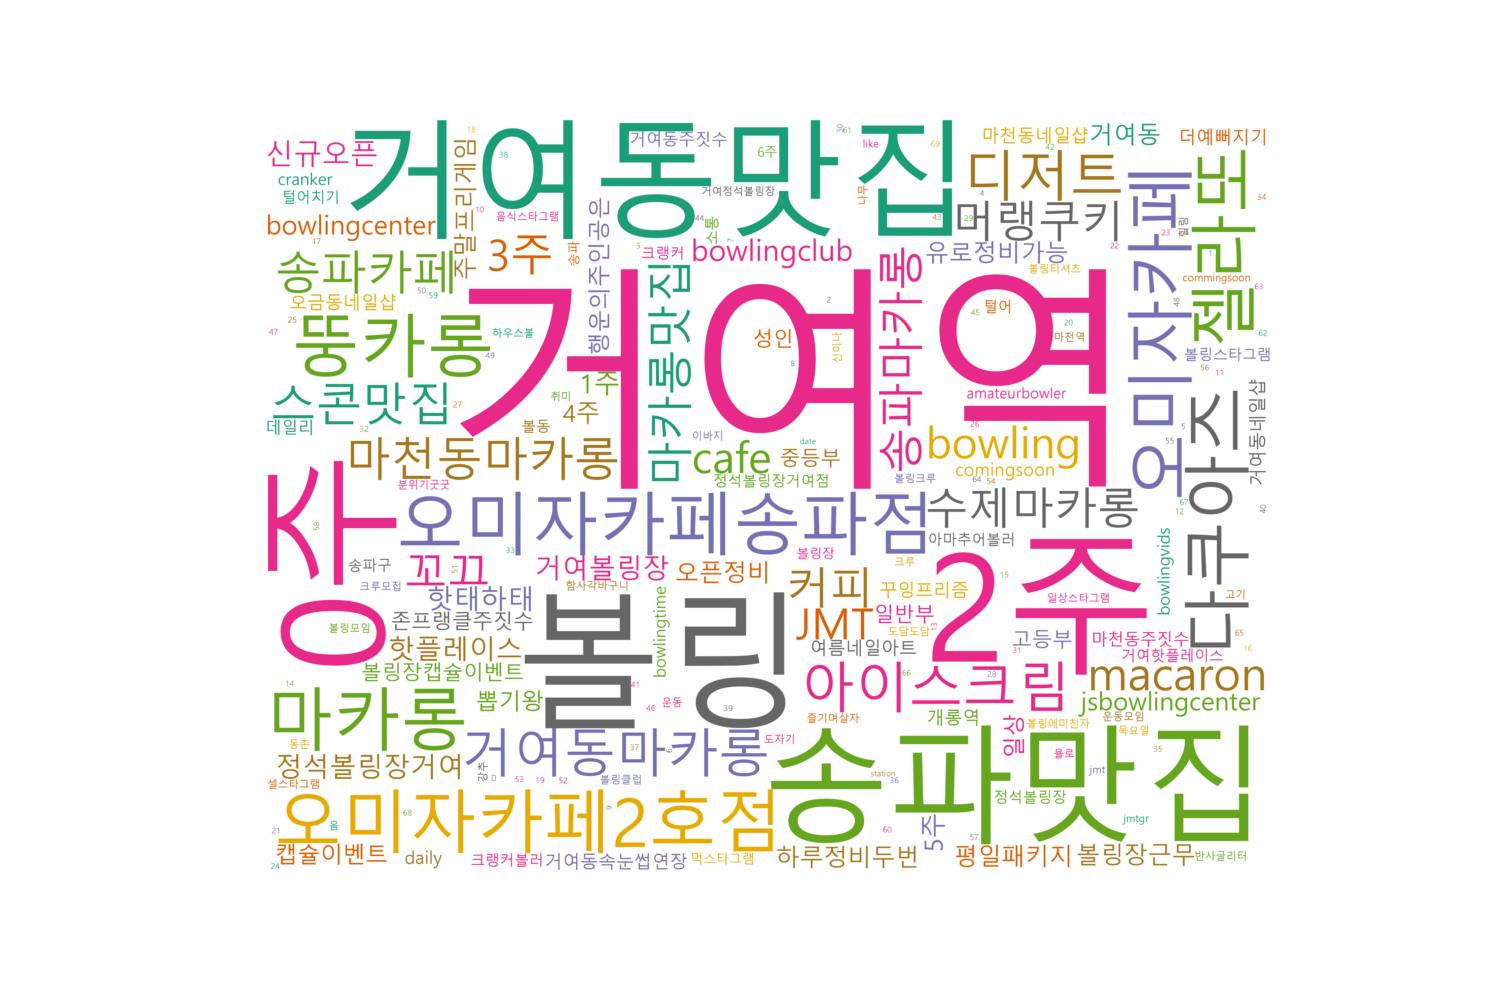 거여동맛집
거여역
신규오픈
cranker
털어치기
bowlingcenter
주말프리게임
음식스타그램
거여동주짓수
6주
like
마천동네일샵
거여동
더예뻐지기
거여정석볼링장
나무
디저트
머랭쿠키
유로정비가능
볼링티셔츠
힐링
오미자카페
젤라또
commingsoon
송파카페
3주
송파
행운의주인공은
소통
크랭커
bowlingclub
오금동네일샵
뚱카롱
하우스볼
마카롱맛집
성인
신이나
송파마카롱
털어
마천역
볼링스타그램
스콘맛집
데일리
1주
취미
4주
볼동
이바지
amateurbowler
마천동마카롱
cafe
date
중등부
bowling
comingsoon
거여동네일샵
다쿠아즈
분위기굿굿
정석볼링장거여점
볼링크루
용주
오미자카페송파점
수제마카롱
아마추어볼러
송파구
꼬끄
거여볼링장
오픈정비
볼링장
크루
2주
bowlingvids
크루모집
핫태하태
함사각바구니
커피
꾸잉프리즘
일상스타그램
고기
존프랭클주짓수
볼링모임
볼링
bowlingtime
JMT
일반부
도담도담
고등부
마천동주짓수
핫플레이스
여름네일아트
거여핫플레이스
볼링장캡슐이벤트
아이스크림
macaron
마카롱
뽑기왕
운동
즐기며살자
개롱역
일상
볼링에미친자
운동모임
목요일
jsbowlingcenter
동촌
거여동마카롱
도자기
송파맛집
욜로
jmt
정석볼링장거여
강추
볼링클럽
station
셀스타그램
정석볼링장
오미자카페2호점
jmtgr
5주
캡슐이벤트
daily
크랭커볼러
거여동속눈썹연장
먹스타그램
하루정비두번
평일패키지
볼링장근무
반사글리터